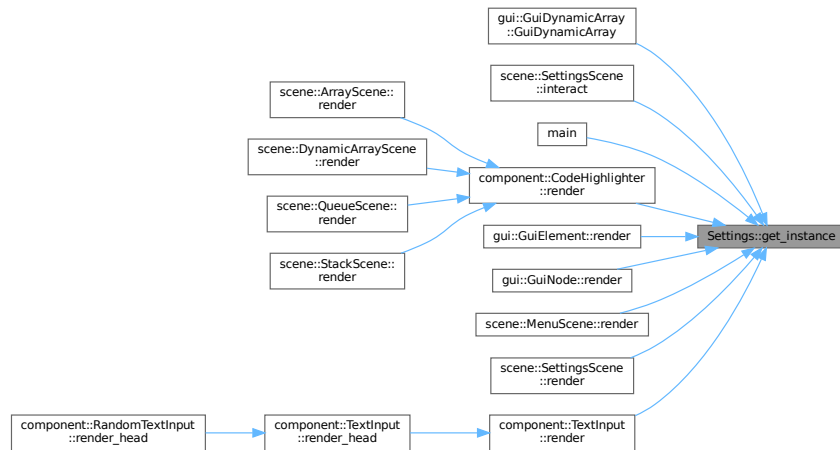 gui::GuiDynamicArray
::GuiDynamicArray
scene::SettingsScene
::interact
main
scene::ArrayScene::
render
scene::DynamicArrayScene
::render
component::CodeHighlighter
::render
scene::QueueScene::
render
scene::StackScene::
render
gui::GuiElement::render
Settings::get_instance
gui::GuiNode::render
scene::MenuScene::render
scene::SettingsScene
::render
component::RandomTextInput
::render_head
component::TextInput
::render_head
component::TextInput
::render